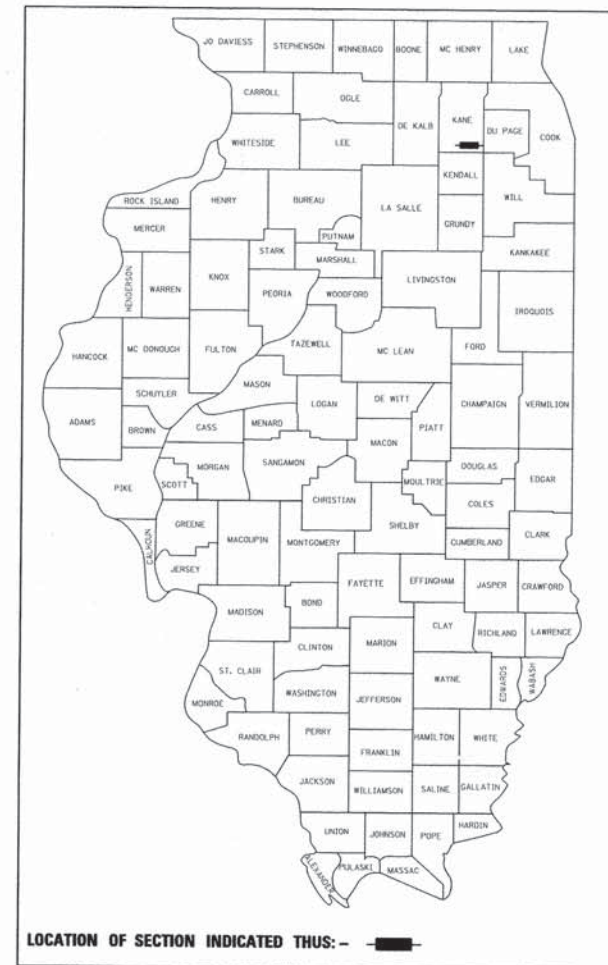 JO DAVIESS STEPHENSON WINNEBAGO BOONE MC HENRY LAKE
CARROLL OGLE DE KALB KANE DU PAGE COOK
WHITESIDE LEE
KENDALL
ROCK ISLAND HENRY BUREAU LA SALLE GRUNDY WILL
MERCER PUTNAM
STARK MARSHALL KANKAKEE
HENDERSON WARREN KNOX PEORIA WOODFORD LIVINGSTON
IROQUOIS
HANCOCK MC DONOUGH FULTON TAZEWELL MC LEAN FORD
MASON
SCHUYLER LOGAN DE WITT CHAMPAIGN VERMILION
ADAMS BROWN CASS MENARD PIATT
MACON
MORGAN SANGAMON DOUGLAS
PIKE SCOTT MOULTRIE EDGAR
CHRISTIAN COLES
GREENE SHELBY
CALHOUN MACOUPIN MONTGOMERY CUMBERLAND CLARK
JERSEY FAYETTE EFFINGHAM JASPER CRAWFORD
MADISON BOND
CLAY RICHLAND LAWRENCE
CLINTON MARION
ST. CLAIR WAYNE EDWARDS WABASH
MONROE WASHINGTON JEFFERSON
RANDOLPH PERRY HAMILTON WHITE
FRANKLIN
JACKSON WILLIAMSON SALINE GALLATIN
UNION JOHNSON POPE HARDIN
ALEXANDER PULASKI MASSAC
LOCATION OF SECTION INDICATED THUS: -